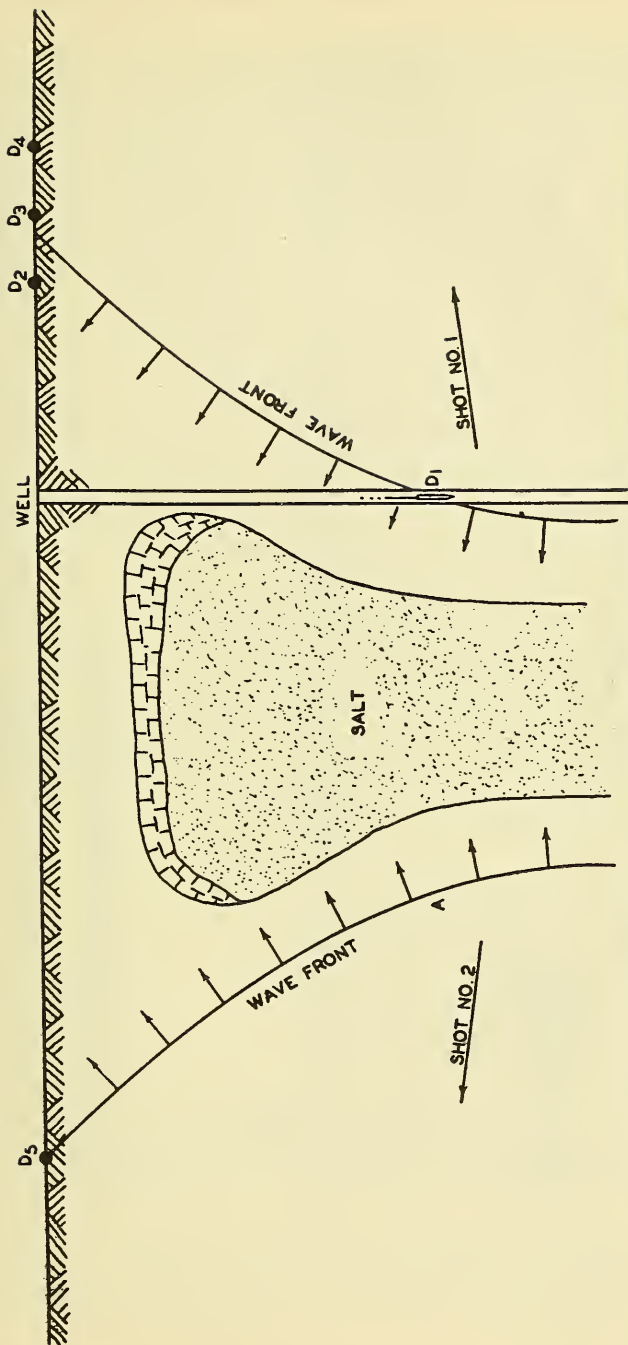 D5
WELL
D2
D3
D4
WAVE FRONT
WAVE FRONT
SALT
A
D1
SHOT NO. 2
SHOT NO. 1